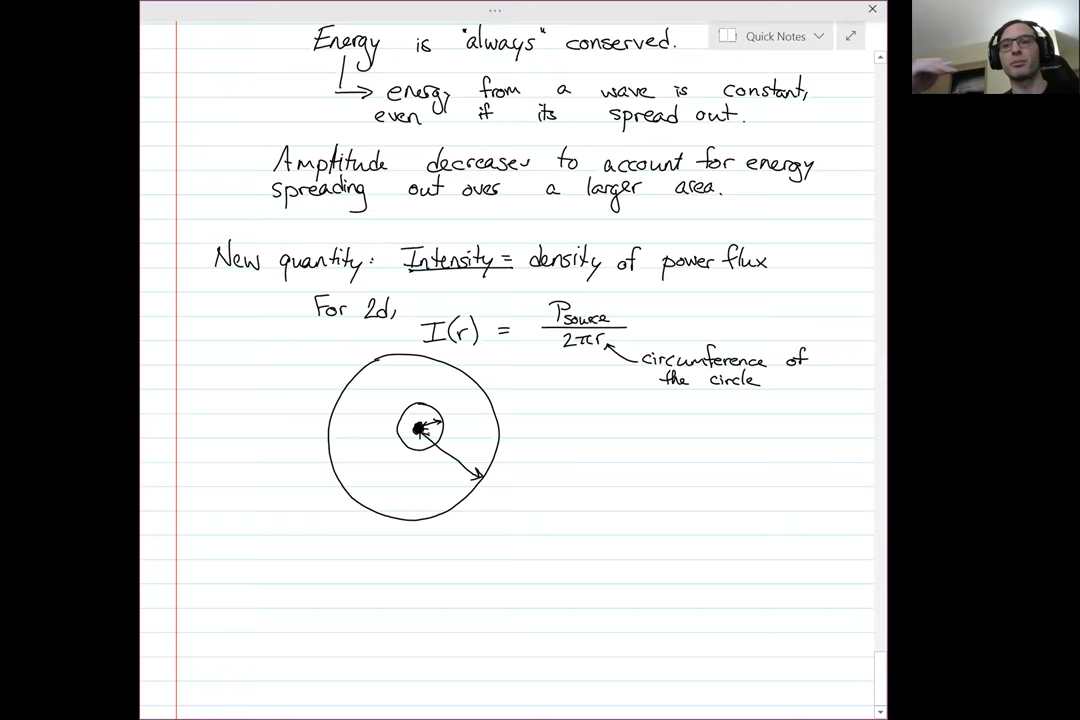 Energy is "always" conserved.
Quick Notes
energy from a wave is constant,
even if its spread out.
Amplitude decreases to account for energy
spreading out over a larger area.
New quantity: Intensity = density of power flux
For 2d,
I(r) = Psource / 2πr
circumference of
the circle